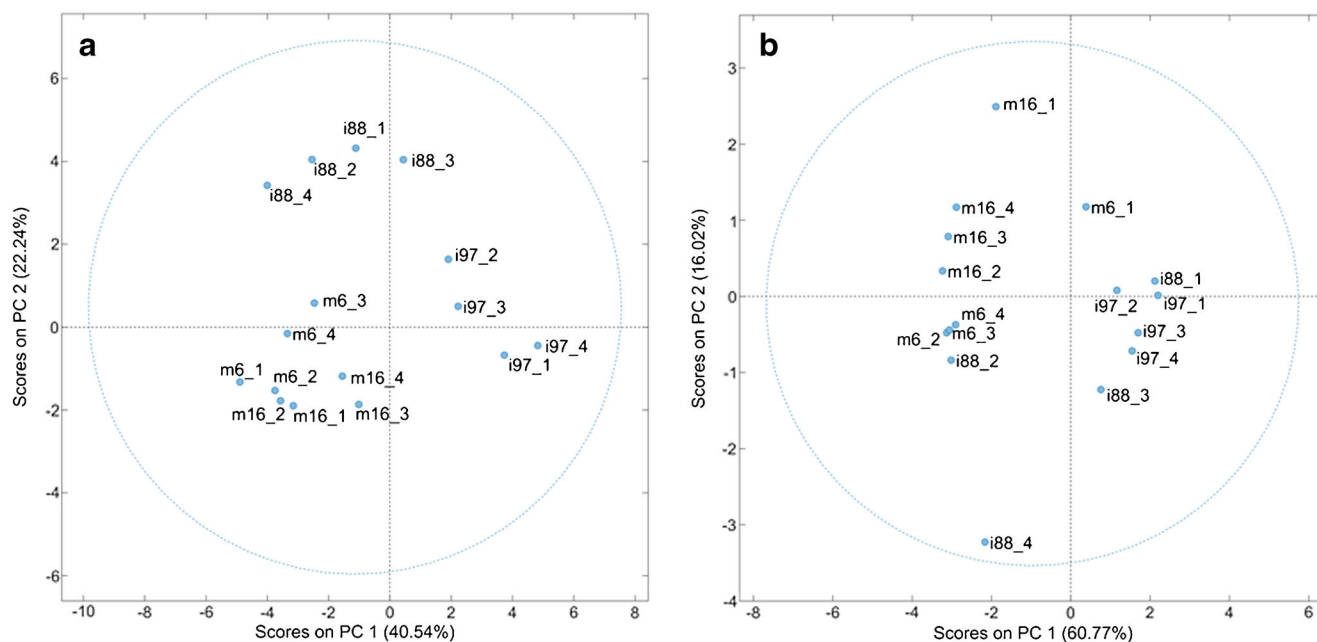 a
6
4
2
0
-2
-4
-6
-10
-8
-6
-4
-2
0
2
4
6
8
Scores on PC 2 (22.24%)
Scores on PC 1 (40.54%)
i88_1
i88_2
i88_3
i88_4
i97_2
i97_3
m6_3
m6_4
i97_4
i97_1
m6_1
m6_2
m16_4
m16_2
m16_1
m16_3
b
3
2
1
0
-1
-2
-3
-4
-8
-6
-4
-2
0
2
4
6
Scores on PC 2 (16.02%)
Scores on PC 1 (60.77%)
m16_1
m16_4
m6_1
m16_3
m16_2
i88_1
i97_2
i97_1
m6_4
m6_2
m6_3
i97_3
i88_2
i97_4
i88_3
i88_4